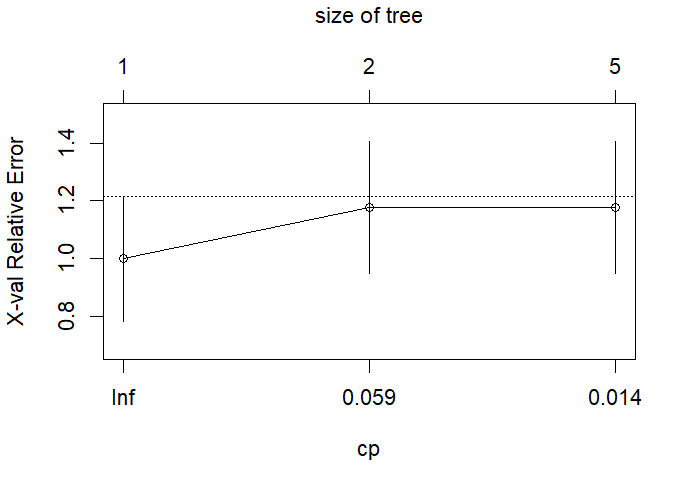 size of tree
1 2 5
X-val Relative Error
1.4
1.2
1.0
0.8
Inf 0.059 0.014
cp